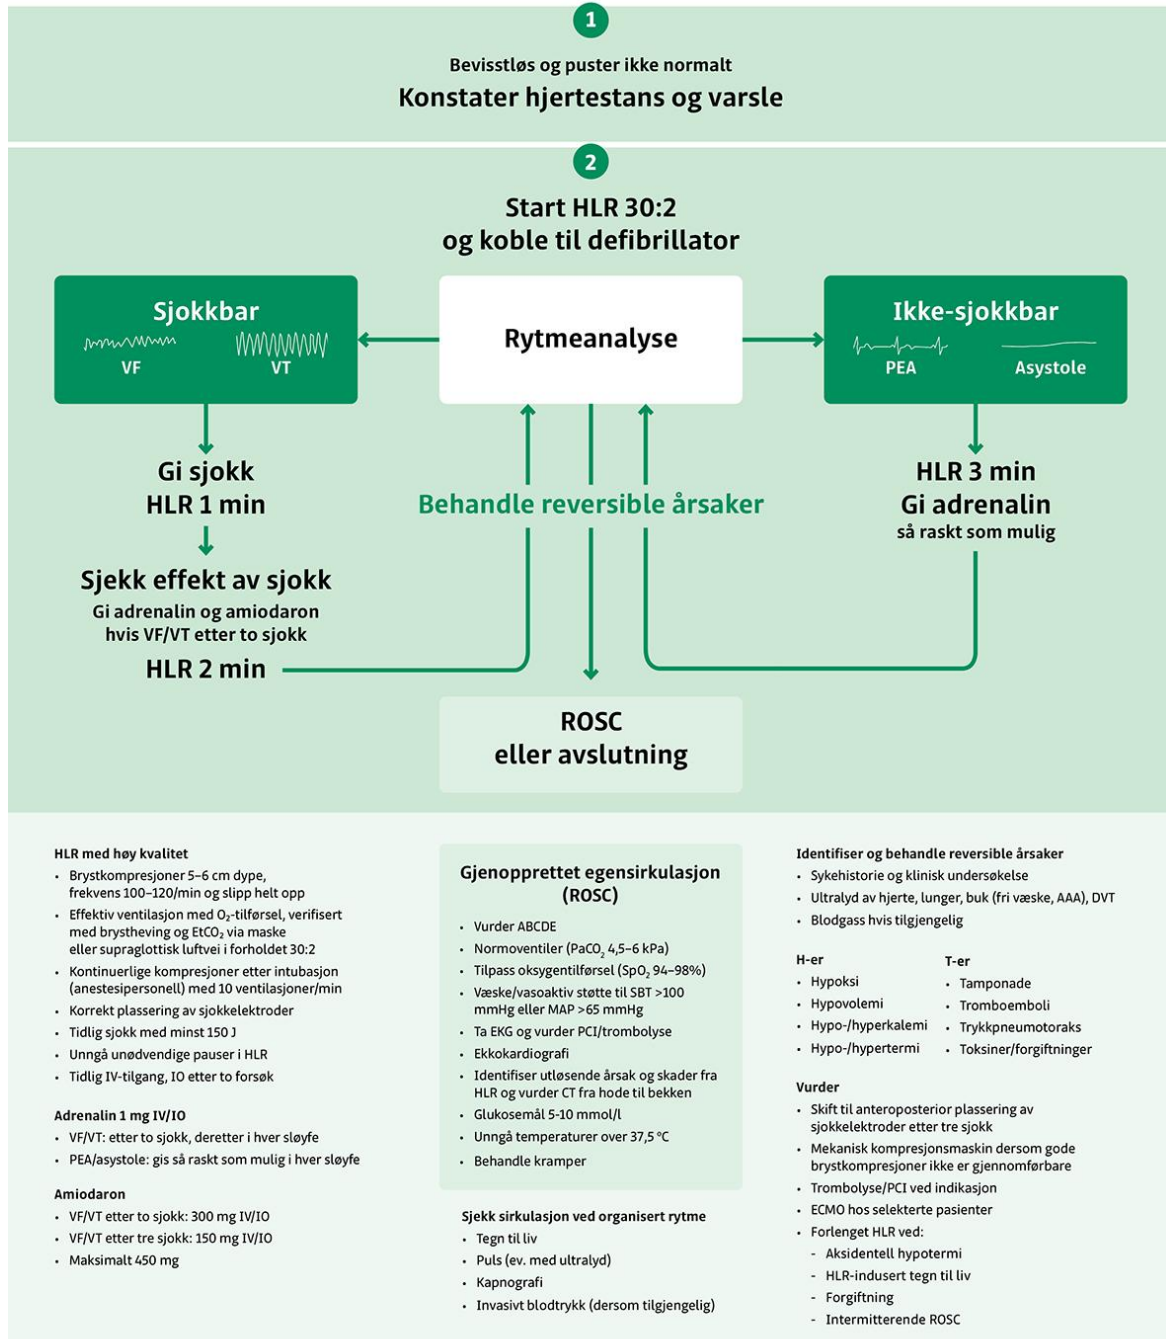 1
Bevisstløs og puster ikke normalt
Konstater hjertestans og varsle
2
Start HLR 30:2
og koble til defibrillator
Sjokkbar
VF
VT
Rytmeanalyse
Ikke-sjokkbar
PEA
Asystole
Gi sjokk
HLR 1 min
Sjekk effekt av sjokk
Gi adrenalin og amiodaron
hvis VF/VT etter to sjokk
HLR 2 min
Behandle reversible årsaker
HLR 3 min
Gi adrenalin
så raskt som mulig
ROSC
eller avslutning
HLR med høy kvalitet
• Brystkompresjoner 5–6 cm dype,
frekvens 100–120/min og slipp helt opp
• Effektiv ventilasjon med O₂-tilførsel, verifisert
med brystheving og EtCO₂ via maske
eller supraglottisk luftvei i forholdet 30:2
• Kontinuerlige kompresjoner etter intubasjon
(anestesipersonell) med 10 ventilasjoner/min
• Korrekt plassering av sjokkelektroder
• Tidlig sjokk med minst 150 J
• Unngå unødvendige pauser i HLR
• Tidlig IV-tilgang, IO etter to forsøk
Adrenalin 1 mg IV/IO
• VF/VT: etter to sjokk, deretter i hver sløyfe
• PEA/asystole: gis så raskt som mulig i hver sløyfe
Amiodaron
• VF/VT etter to sjokk: 300 mg IV/IO
• VF/VT etter tre sjokk: 150 mg IV/IO
• Maksimalt 450 mg
Gjenopprettet egensirkulasjon
(ROSC)
• Vurder ABCDE
• Normoventiler (PaCO₂ 4,5–6 kPa)
• Tilpass oksygentilførsel (SpO₂ 94–98%)
• Væske/vasoaktiv støtte til SBT >100
mmHg eller MAP >65 mmHg
• Ta EKG og vurder PCI/trombolyse
• Ekkokardiografi
• Identifiser utløsende årsak og skader fra
HLR og vurder CT fra hode til bekken
• Glukosemål 5-10 mmol/l
• Unngå temperaturer over 37,5 °C
• Behandle kramper
Sjekk sirkulasjon ved organisert rytme
• Tegn til liv
• Puls (ev. med ultralyd)
• Kapnografi
• Invasivt blodtrykk (dersom tilgjengelig)
Identifiser og behandle reversible årsaker
• Sykehistorie og klinisk undersøkelse
• Ultralyd av hjerte, lunger, buk (fri væske, AAA), DVT
• Blodgass hvis tilgjengelig
H-er
• Hypoksi
• Hypovolemi
• Hypo-/hyperkalemi
• Hypo-/hypertermi
T-er
• Tamponade
• Tromboemboli
• Trykkpneumotoraks
• Toksiner/forgiftninger
Vurder
• Skift til anteroposterior plassering av
sjokkelektroder etter tre sjokk
• Mekanisk kompresjonsmaskin dersom gode
brystkompresjoner ikke er gjennomførbare
• Trombolyse/PCI ved indikasjon
• ECMO hos selekterte pasienter
• Forlenget HLR ved:
- Aksidentell hypotermi
- HLR-indusert tegn til liv
- Forgiftning
- Intermitterende ROSC